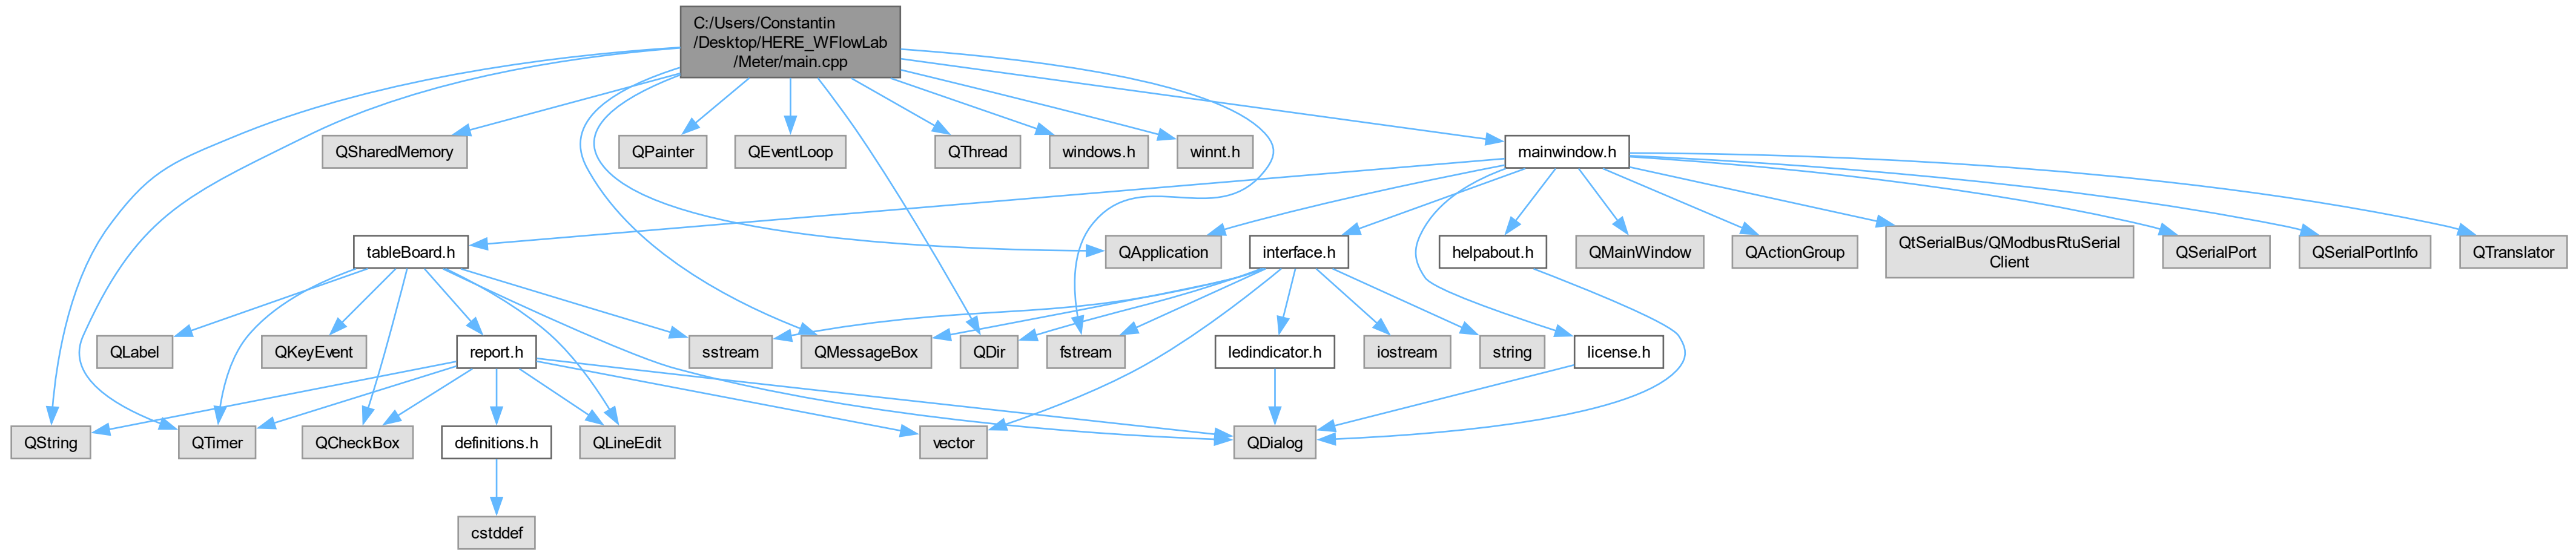 C:/Users/Constantin
/Desktop/HERE_WFlowLab
/Meter/main.cpp
QSharedMemory
QPainter
QEventLoop
QThread
windows.h
winnt.h
mainwindow.h
tableBoard.h
QApplication
interface.h
helpabout.h
QMainWindow
QActionGroup
QtSerialBus/QModbusRtuSerial
Client
QSerialPort
QSerialPortInfo
QTranslator
QLabel
QKeyEvent
report.h
sstream
QMessageBox
QDir
fstream
ledindicator.h
iostream
string
license.h
QString
QTimer
QCheckBox
definitions.h
QLineEdit
vector
QDialog
cstddef